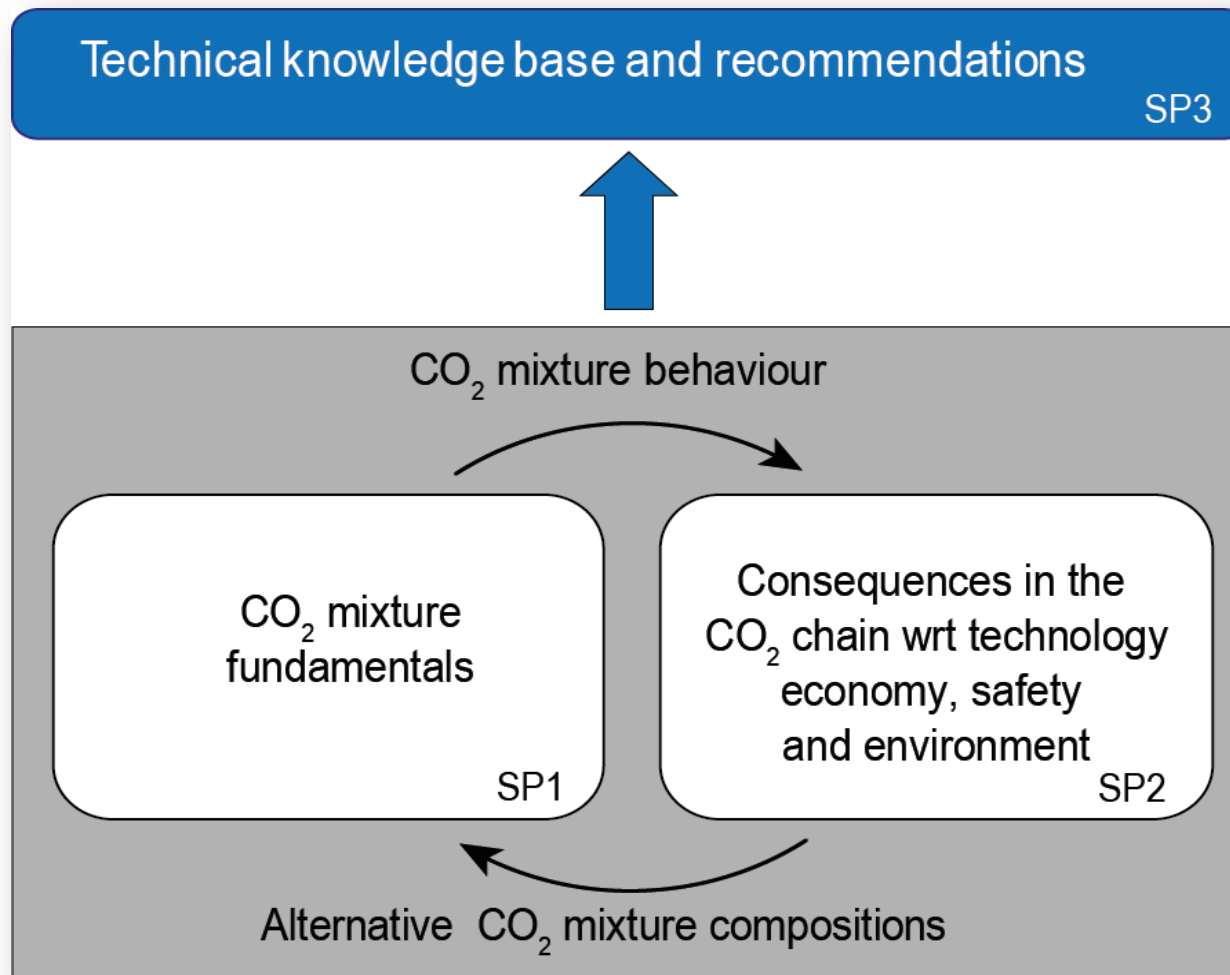 Technical knowledge base and recommendations
SP3
CO₂ mixture behaviour
CO₂ mixture
fundamentals
SP1
Consequences in the
CO₂ chain wrt technology
economy, safety
and environment
SP2
Alternative CO₂ mixture compositions